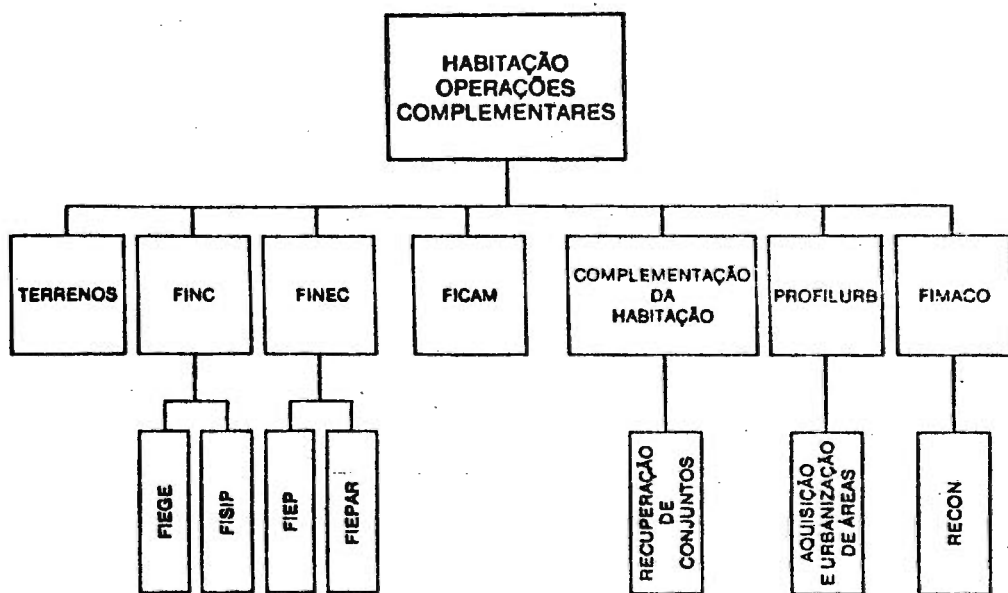 HABITAÇÃO
OPERAÇÕES
COMPLEMENTARES
TERRENOS
FINC
FINEC
FICAM
COMPLEMENTAÇÃO
DA
HABITAÇÃO
PROFILURB
FIMACO
FIEGE
FISIP
FIEP
FIEPAR
RECUPERAÇÃO
DE
CONJUNTOS
AQUISIÇÃO
E URBANIZAÇÃO
DE ÁREAS
RECON